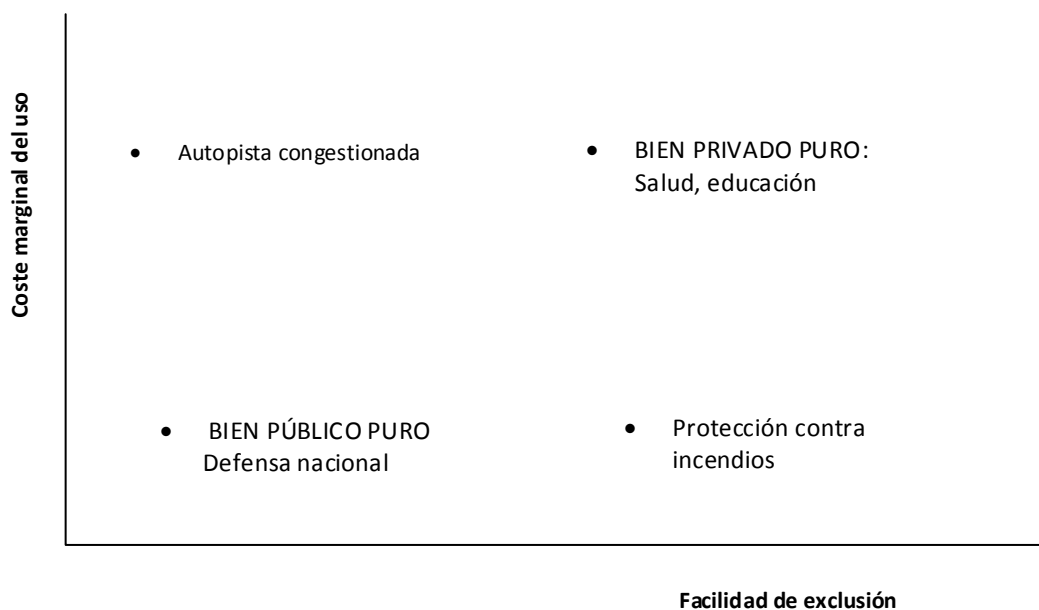 Coste marginal del uso
• Autopista congestionada
• BIEN PRIVADO PURO:
Salud, educación
• BIEN PÚBLICO PURO
Defensa nacional
• Protección contra
incendios
Facilidad de exclusión